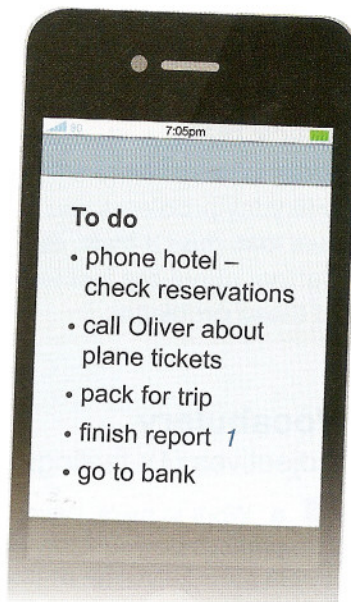 7:05pm
To do
• phone hotel –
check reservations
• call Oliver about
plane tickets
• pack for trip
• finish report 1
• go to bank